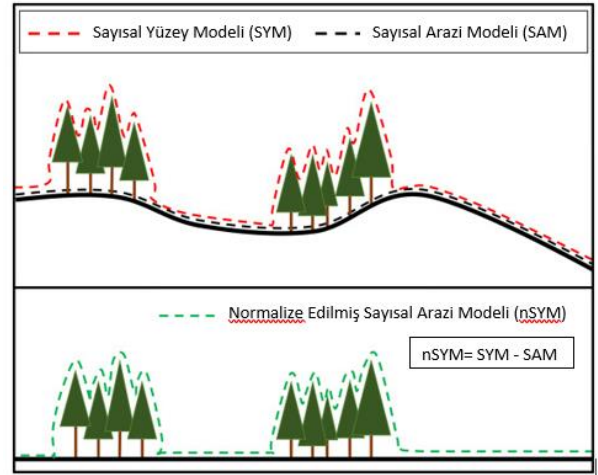 Sayısal Yüzey Modeli (SYM) Sayısal Arazi Modeli (SAM)
Normalize Edilmiş Sayısal Arazi Modeli (nSYM)
nSYM= SYM - SAM